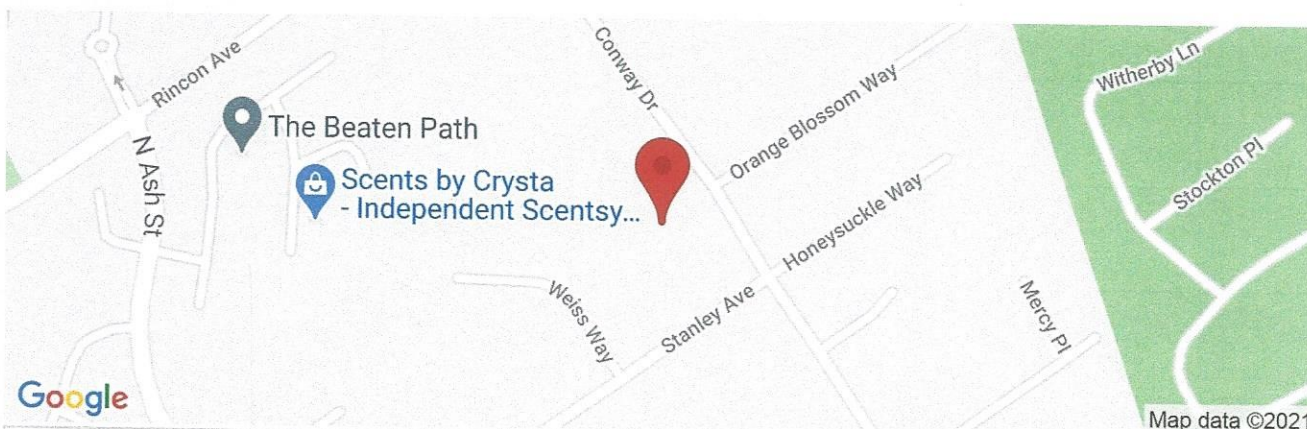 Rincon Ave
N Ash St
The Beaten Path
Scents by Crysta
- Independent Scentsy...
Conway Dr
Orange Blossom Way
Honeysuckle Way
Stanley Ave
Weiss Way
Mercy Pl
Witherby Ln
Stockton Pl
Google
Map data ©2021